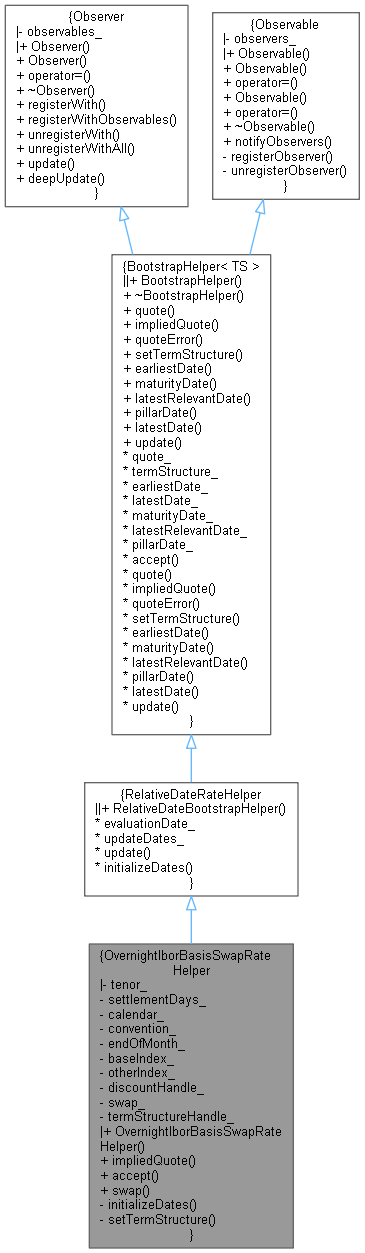 {Observer
|- observables_
|+ Observer()
+ Observer()
+ operator=()
+ ~Observer()
+ registerWith()
+ registerWithObservables()
+ unregisterWith()
+ unregisterWithAll()
+ update()
+ deepUpdate()
}
{Observable
|- observers_
|+ Observable()
+ Observable()
+ operator=()
+ Observable()
+ operator=()
+ ~Observable()
+ notifyObservers()
- registerObserver()
- unregisterObserver()
}
{BootstrapHelper< TS >
||+ BootstrapHelper()
+ ~BootstrapHelper()
+ quote()
+ impliedQuote()
+ quoteError()
+ setTermStructure()
+ earliestDate()
+ maturityDate()
+ latestRelevantDate()
+ pillarDate()
+ latestDate()
+ update()
* quote_
* termStructure_
* earliestDate_
* latestDate_
* maturityDate_
* latestRelevantDate_
* pillarDate_
* accept()
* quote()
* impliedQuote()
* quoteError()
* setTermStructure()
* earliestDate()
* maturityDate()
* latestRelevantDate()
* pillarDate()
* latestDate()
* update()
}
{RelativeDateRateHelper
||+ RelativeDateBootstrapHelper()
* evaluationDate_
* updateDates_
* update()
* initializeDates()
}
{OvernightIborBasisSwapRate
Helper
|- tenor_
- settlementDays_
- calendar_
- convention_
- endOfMonth_
- baseIndex_
- otherIndex_
- discountHandle_
- swap_
- termStructureHandle_
|+ OvernightIborBasisSwapRate
Helper()
+ impliedQuote()
+ accept()
+ swap()
- initializeDates()
- setTermStructure()
}